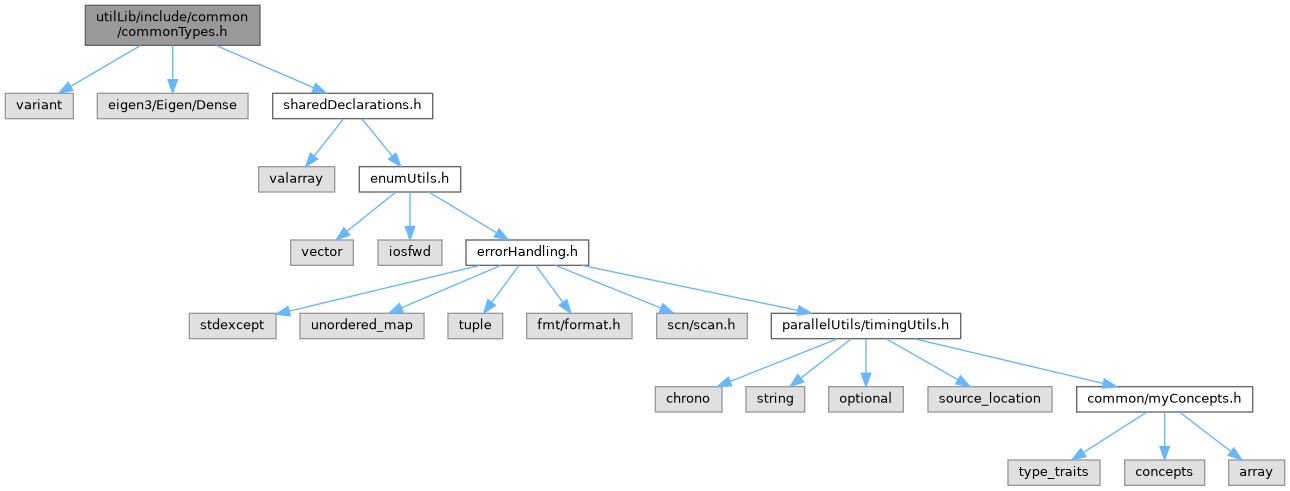 utilLib/include/common
/commonTypes.h
variant
eigen3/Eigen/Dense
sharedDeclarations.h
valarray
enumUtils.h
vector
iosfwd
errorHandling.h
stdexcept
unordered_map
tuple
fmt/format.h
scn/scan.h
parallelUtils/timingUtils.h
chrono
string
optional
source_location
common/myConcepts.h
type_traits
concepts
array